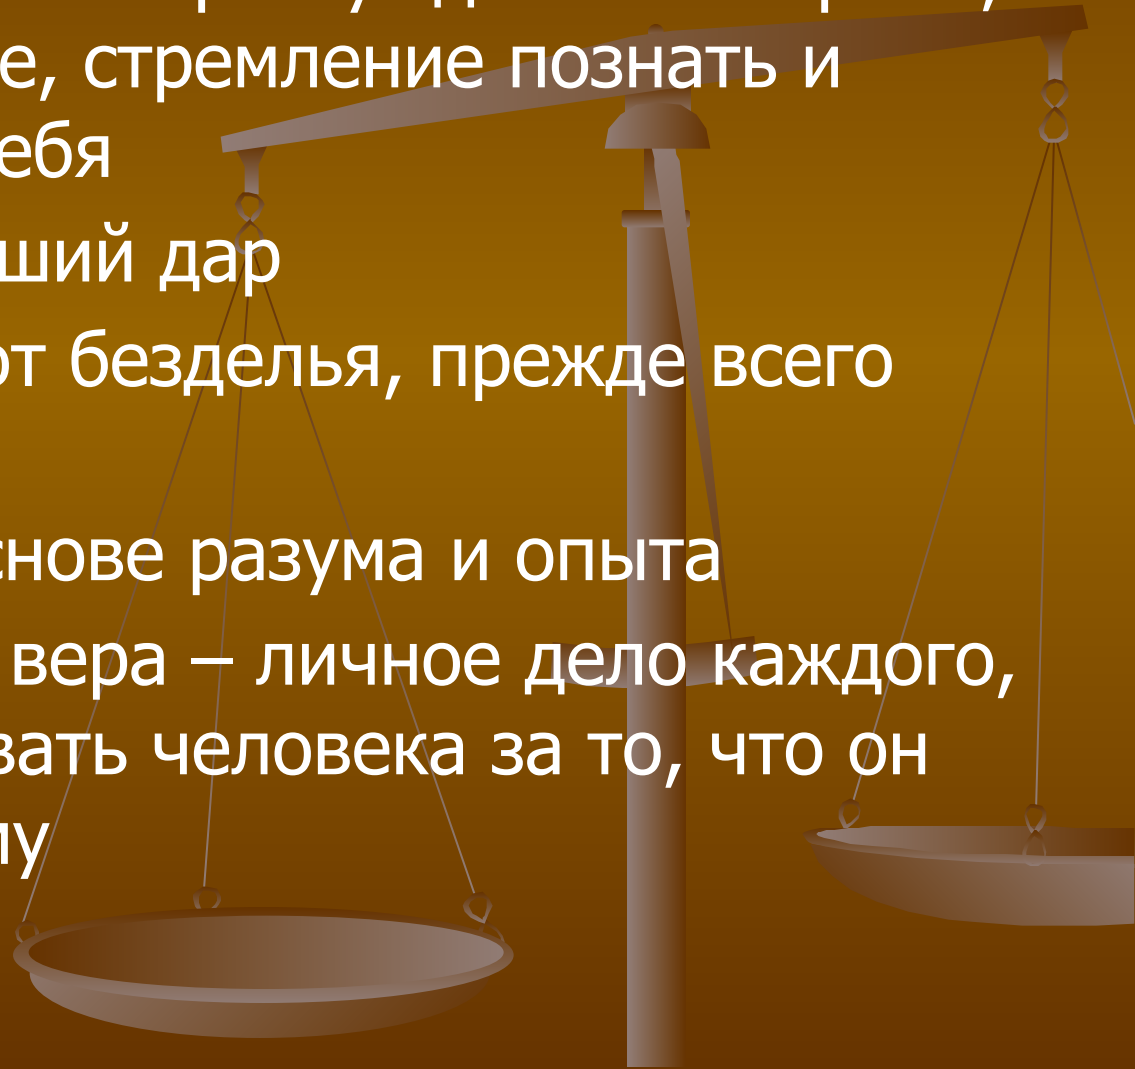 е, стремление познать и
ебя
ший дар
от безделья, прежде всего
снове разума и опыта
вера – личное дело каждого,
вать человека за то, что он